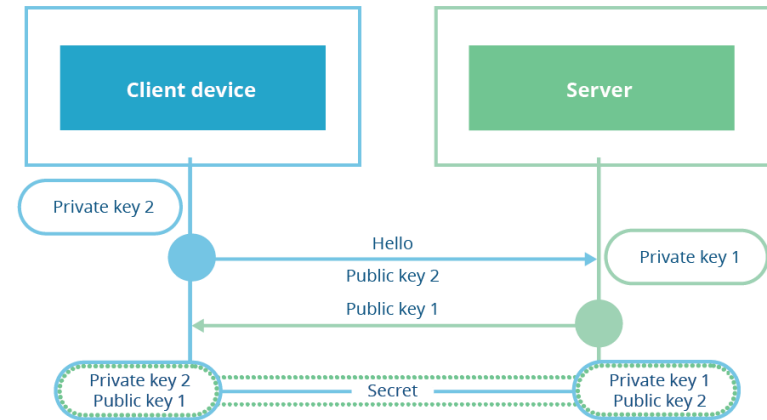 Client device
Server
Private key 2
Hello
Private key 1
Public key 2
Public key 1
Private key 2
Public key 1
Secret
Private key 1
Public key 2